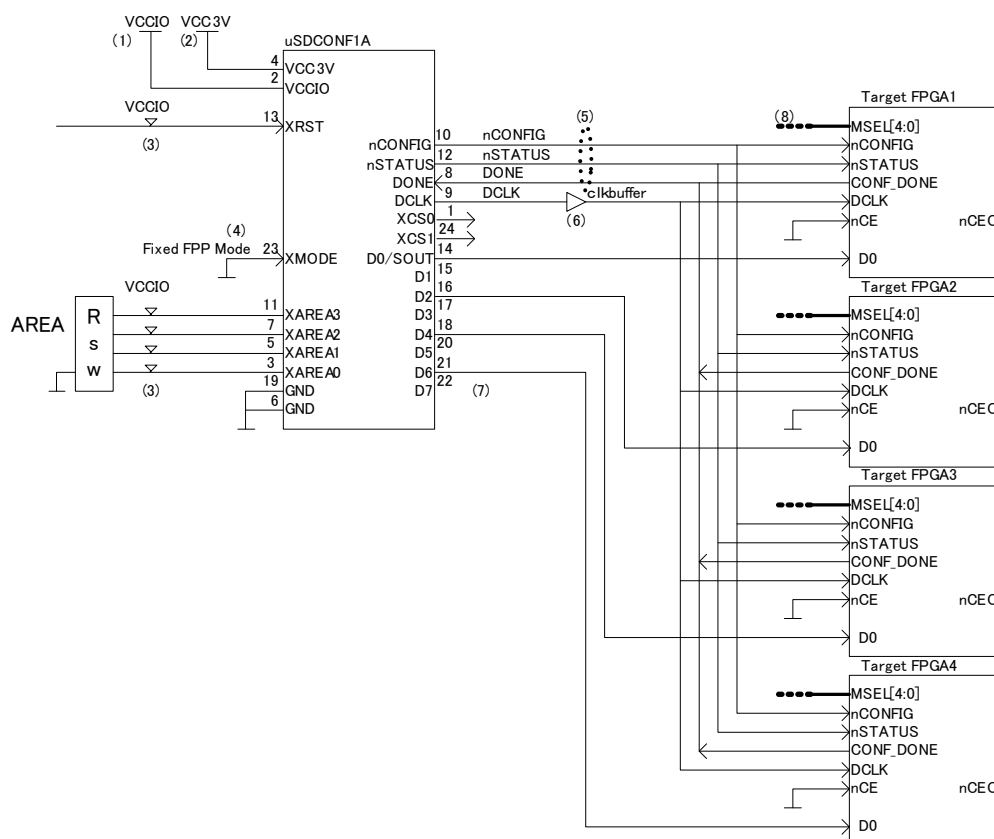 VCCIO
VCC3V
(1)
(2)
uSDCONF1A
4
VCC3V
2
VCCIO
VCCIO
13
XRST
(3)
10
nCONFIG
nCONFIG
12
nSTATUS
nSTATUS
8
DONE
DONE
9
DCLK
DCLK
(5)
clkbuffer
(6)
1
XCS0
24
XCS1
(4)
Fixed FPP Mode
23
XMODE
14
D0/SOUT
15
D1
16
D2
17
D3
18
D4
20
D5
21
D6
22
D7
(7)
VCCIO
AREA
R
s
w
11
XAREA3
7
XAREA2
5
XAREA1
3
XAREA0
(3)
19
GND
6
GND
Target FPGA1
(8)
MSEL[4:0]
nCONFIG
nSTATUS
CONF_DONE
DCLK
nCE
nCEO
D0
Target FPGA2
MSEL[4:0]
nCONFIG
nSTATUS
CONF_DONE
DCLK
nCE
nCEO
D0
Target FPGA3
MSEL[4:0]
nCONFIG
nSTATUS
CONF_DONE
DCLK
nCE
nCEO
D0
Target FPGA4
MSEL[4:0]
nCONFIG
nSTATUS
CONF_DONE
DCLK
nCE
nCEO
D0